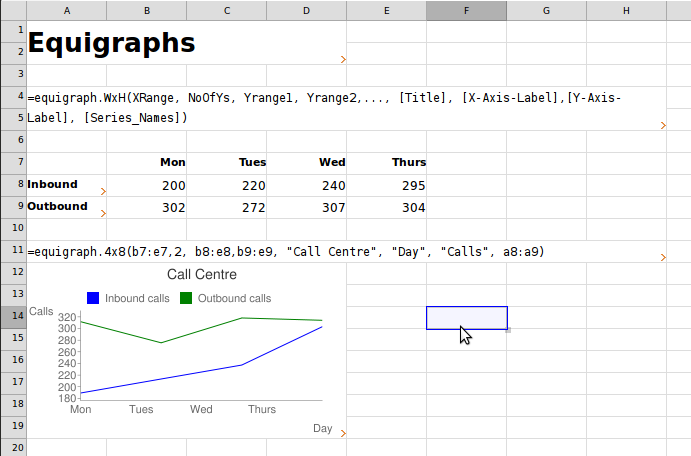 A B C D E F G H
1 Equigraphs
2
3
4 =equigraph.WxH(XRange, NoOfYs, Yrange1, Yrange2,..., [Title], [X-Axis-Label],[Y-Axis-
5 Label], [Series_Names])
6
7 Mon Tues Wed Thurs
8 Inbound 200 220 240 295
9 Outbound 302 272 307 304
10
11 =equigraph.4x8(b7:e7,2, b8:e8,b9:e9, "Call Centre", "Day", "Calls", a8:a9)
12 Call Centre
13 Inbound calls Outbound calls
14 Calls 320
300
15 280
260
16 240
220
17 200
180
18 Mon Tues Wed Thurs
19 Day
20